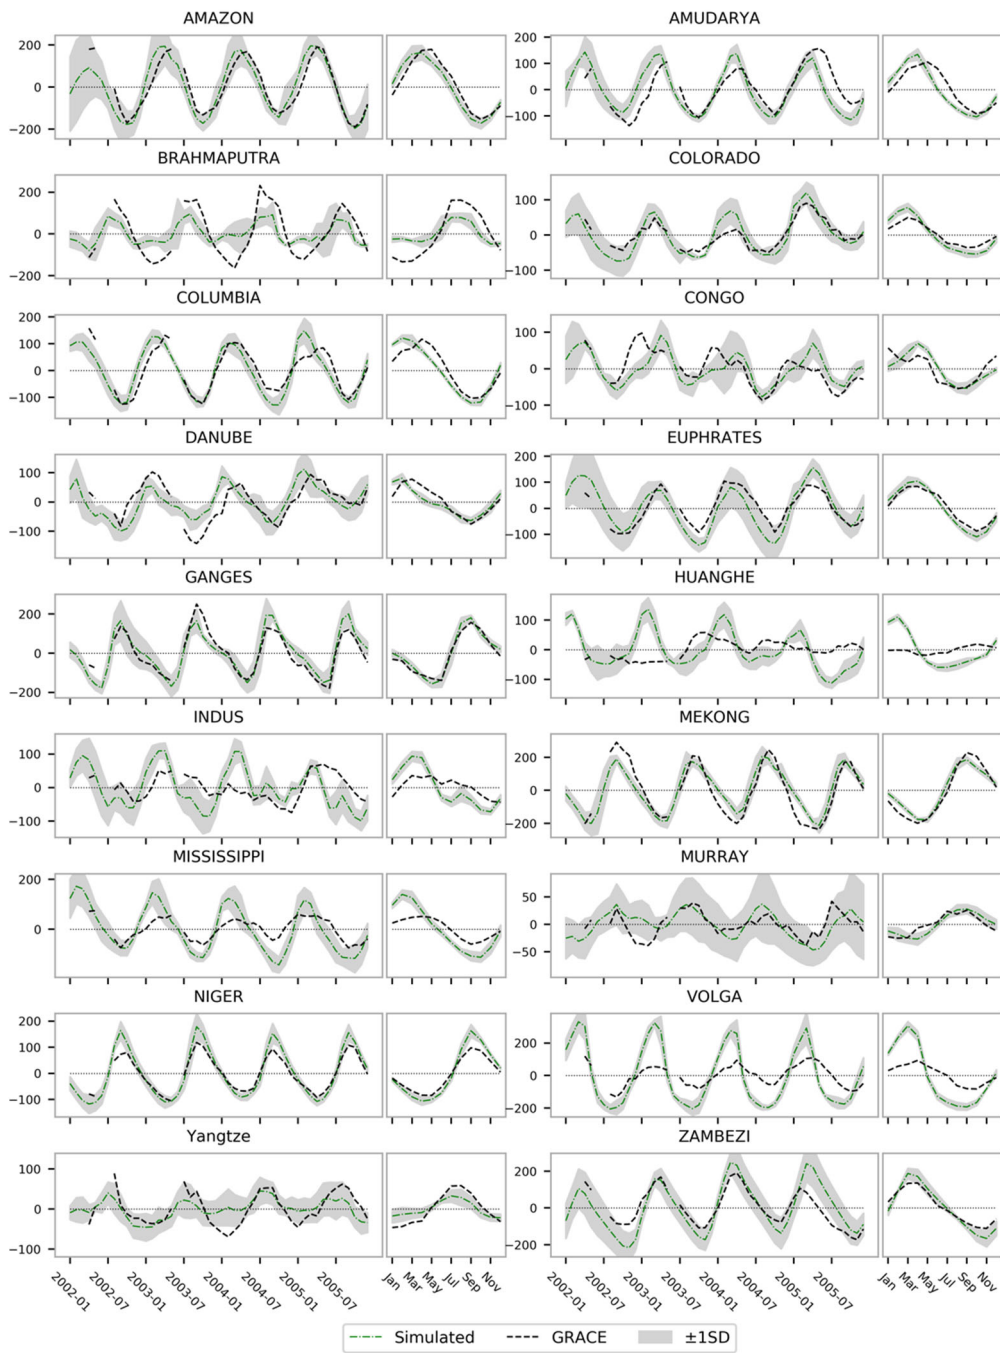 AMAZON AMUDARYA
200 0 −200
200 100 0 −100
BRAHMAPUTRA COLORADO
200 0 −200
100 0 −100
COLUMBIA CONGO
200 100 0 −100
100 0 −100
DANUBE EUPHRATES
100 0 −100
200 100 0 −100
GANGES HUANGHE
200 0 −200
100 0 −100
INDUS MEKONG
100 0 −100
200 0 −200
MISSISSIPPI MURRAY
200 0
50 0 −50
NIGER VOLGA
200 100 0 −100
200 0 −200
Yangtze ZAMBEZI
100 0 −100
200 0 −200
2002-01 2002-07 2003-01 2003-07 2004-01 2004-07 2005-01 2005-07 Jan Mar May Jul Sep Nov 2002-01 2002-07 2003-01 2003-07 2004-01 2004-07 2005-01 2005-07 Jan Mar May Jul Sep Nov
Simulated GRACE ±1SD